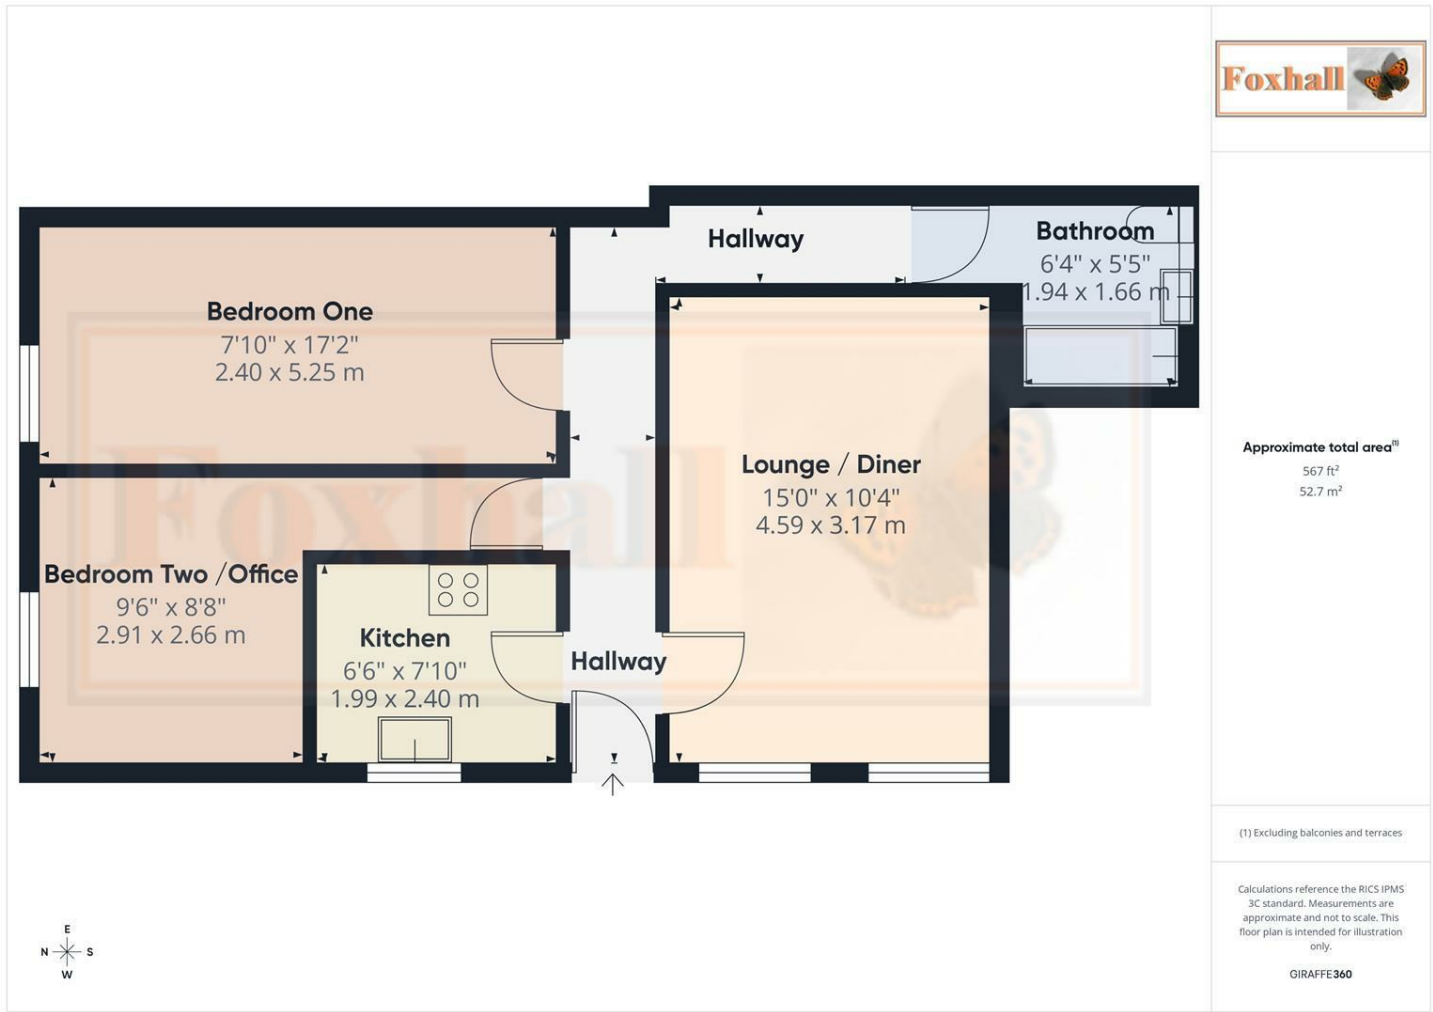 Foxhall
Hallway
Bathroom
6'4" x 5'5"
1.94 x 1.66 m
Bedroom One
7'10" x 17'2"
2.40 x 5.25 m
Lounge / Diner
15'0" x 10'4"
4.59 x 3.17 m
Foxhall
Bedroom Two /Office
9'6" x 8'8"
2.91 x 2.66 m
Kitchen
6'6" x 7'10"
1.99 x 2.40 m
Hallway
Approximate total area(1)
567 ft²
52.7 m²
(1) Excluding balconies and terraces
Calculations reference the RICS IPMS
3C standard. Measurements are
approximate and not to scale. This
floor plan is intended for illustration
only.
GIRAFFE360
E
N S
W